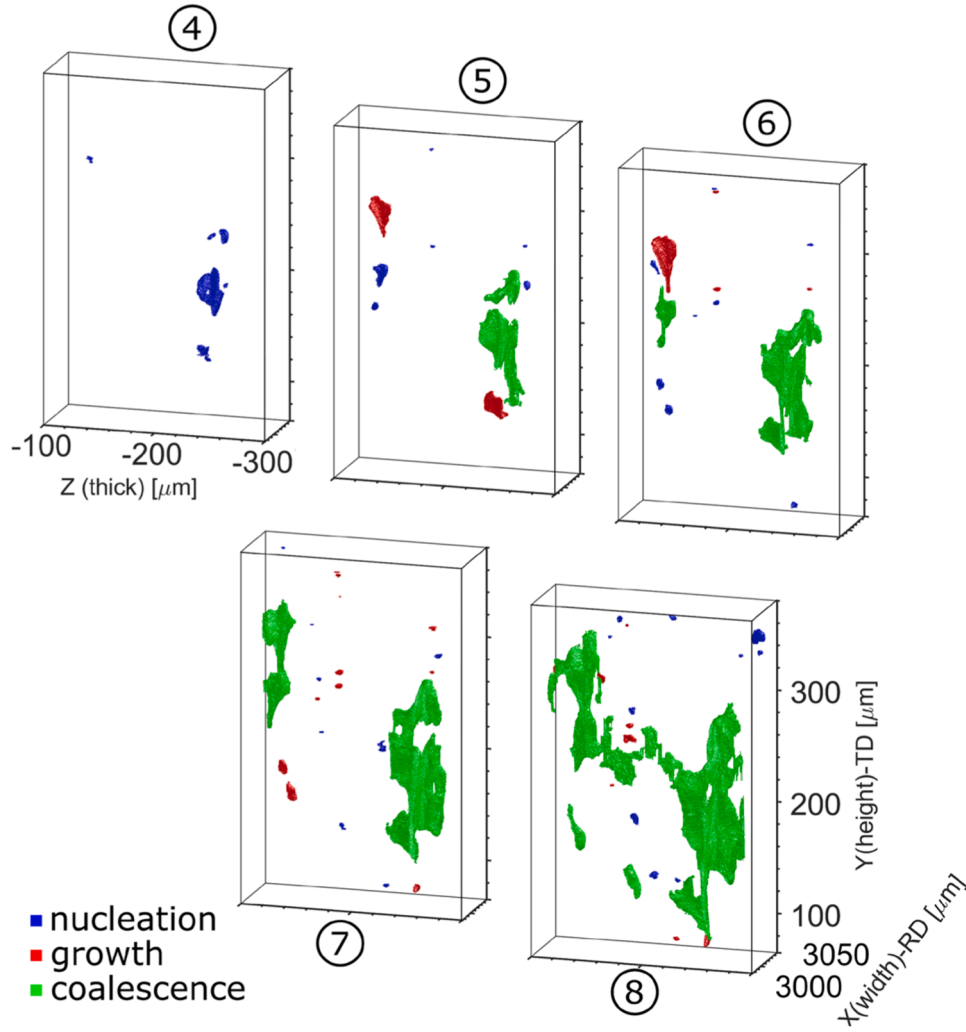 4
5
6
-100
-200
-300
Z (thick) [μm]
300
200
100
Y(height)-TD [μm]
3050
3000
X(width)-RD [μm]
nucleation
growth
coalescence
7
8